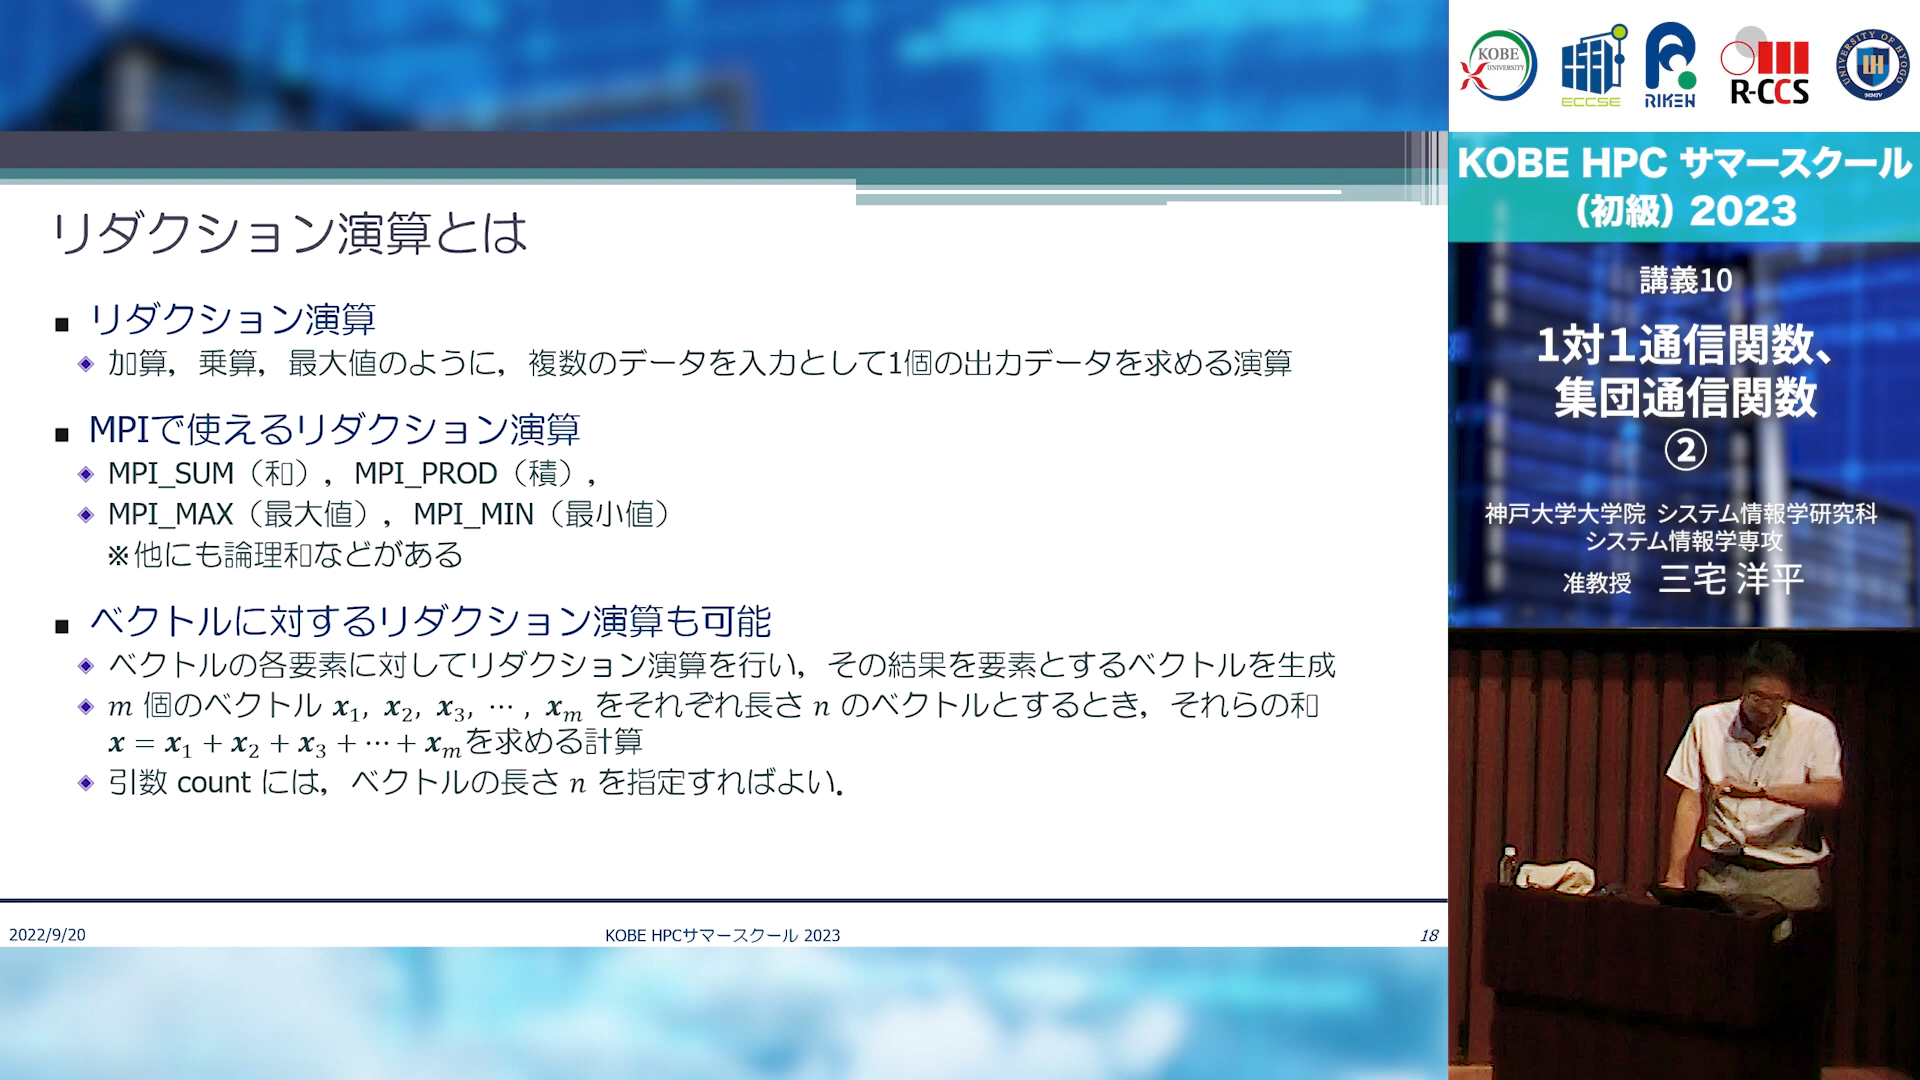 リダクション演算とは
■ リダクション演算
◆ 加算，乗算，最大値のように，複数のデータを入力として1個の出力データを求める演算
■ MPIで使えるリダクション演算
◆ MPI_SUM（和），MPI_PROD（積），
◆ MPI_MAX（最大値），MPI_MIN（最小値）
※他にも論理和などがある
■ ベクトルに対するリダクション演算も可能
◆ ベクトルの各要素に対してリダクション演算を行い，その結果を要素とするベクトルを生成
◆ m 個のベクトル x₁, x₂, x₃, ⋯ , xₘ をそれぞれ長さ n のベクトルとするとき，それらの和
x = x₁ + x₂ + x₃ + ⋯ + xₘを求める計算
◆ 引数 count には，ベクトルの長さ n を指定すればよい．
2022/9/20
KOBE HPCサマースクール 2023
18
KOBE
UNIVERSITY
ECCSE
RIKEN
R-CCS
UNIVERSITY OF HYOGO
KOBE HPC サマースクール
（初級）2023
講義10
1対１通信関数、
集団通信関数
②
神戸大学大学院 システム情報学研究科
システム情報学専攻
准教授 三宅 洋平